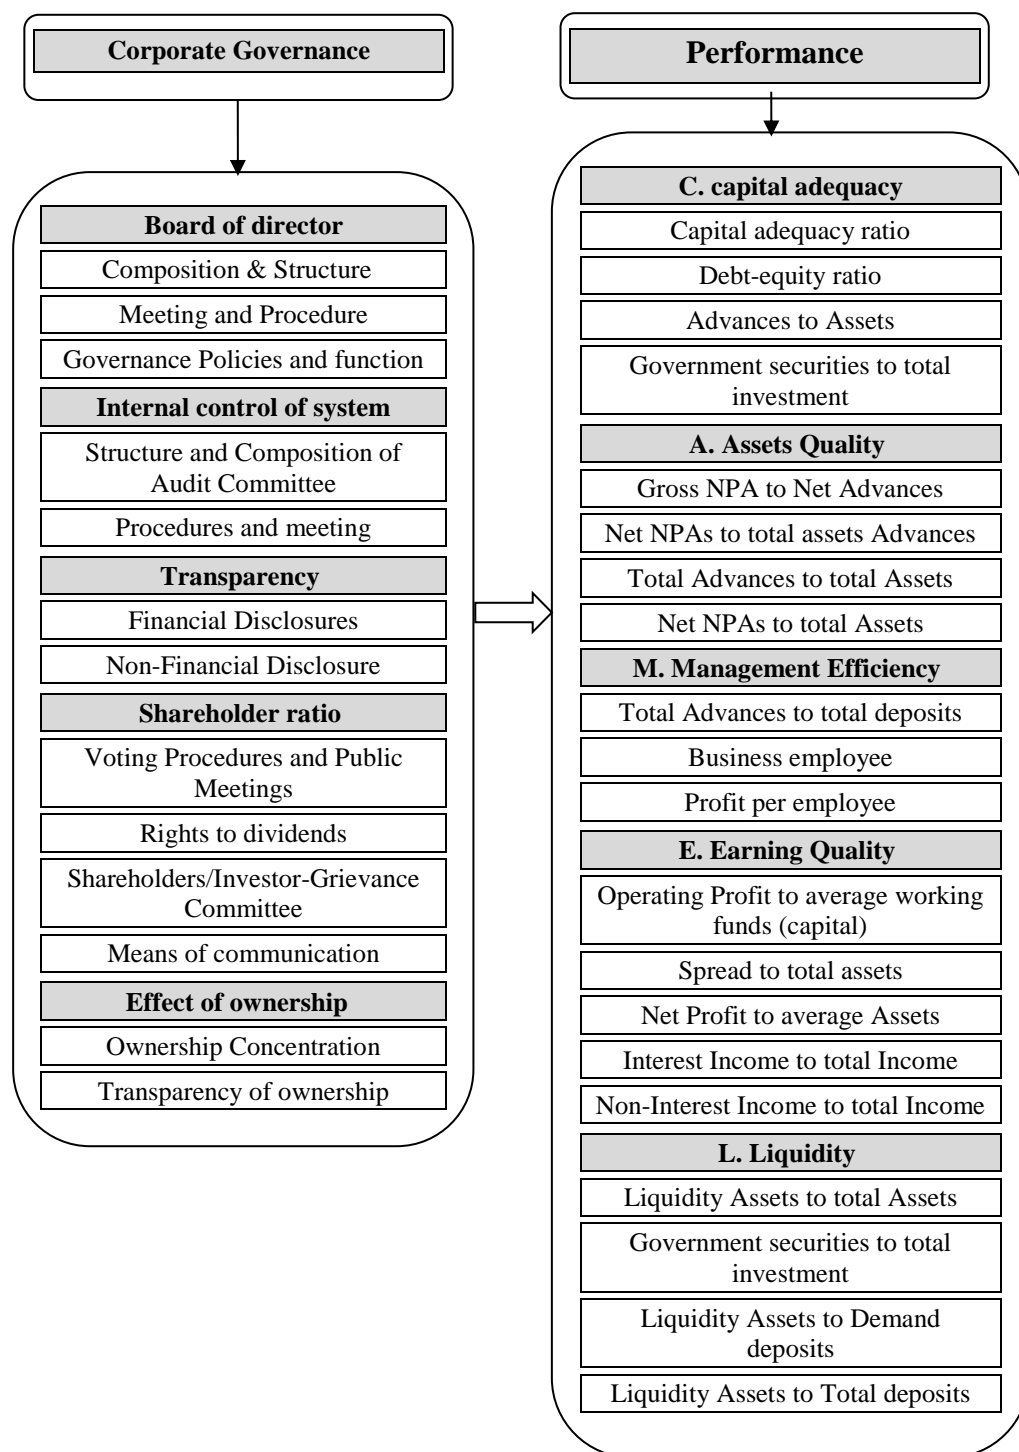 Corporate Governance
Board of director
Composition & Structure
Meeting and Procedure
Governance Policies and function
Internal control of system
Structure and Composition of
Audit Committee
Procedures and meeting
Transparency
Financial Disclosures
Non-Financial Disclosure
Shareholder ratio
Voting Procedures and Public
Meetings
Rights to dividends
Shareholders/Investor-Grievance
Committee
Means of communication
Effect of ownership
Ownership Concentration
Transparency of ownership
Performance
C. capital adequacy
Capital adequacy ratio
Debt-equity ratio
Advances to Assets
Government securities to total
investment
A. Assets Quality
Gross NPA to Net Advances
Net NPAs to total assets Advances
Total Advances to total Assets
Net NPAs to total Assets
M. Management Efficiency
Total Advances to total deposits
Business employee
Profit per employee
E. Earning Quality
Operating Profit to average working
funds (capital)
Spread to total assets
Net Profit to average Assets
Interest Income to total Income
Non-Interest Income to total Income
L. Liquidity
Liquidity Assets to total Assets
Government securities to total
investment
Liquidity Assets to Demand
deposits
Liquidity Assets to Total deposits